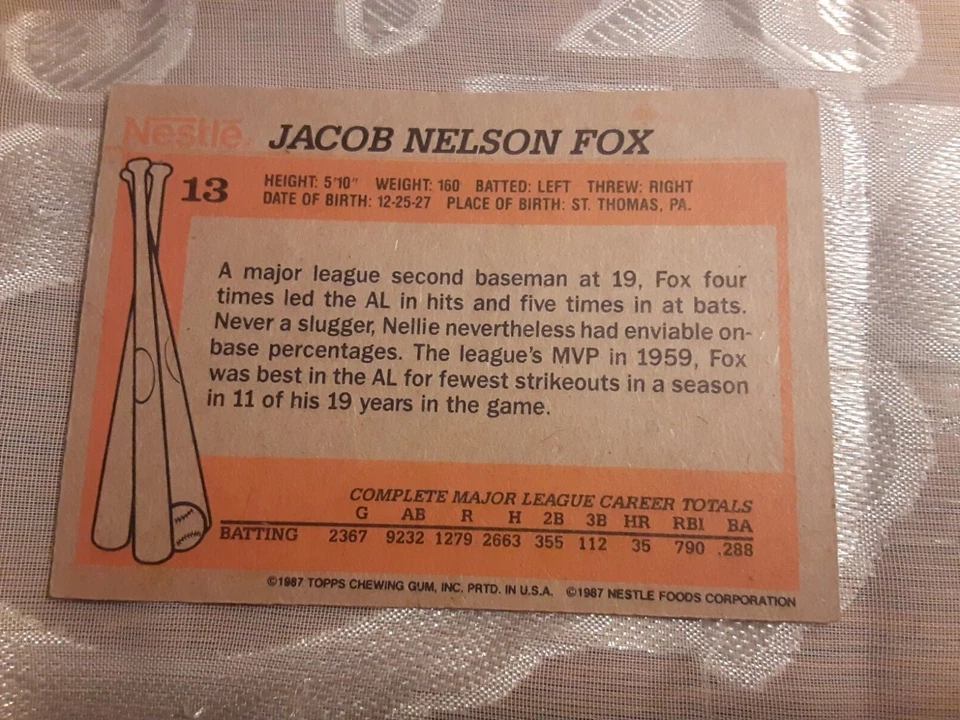 Nestlé
JACOB NELSON FOX
13
HEIGHT: 5'10" WEIGHT: 160 BATTED: LEFT THREW: RIGHT
DATE OF BIRTH: 12-25-27 PLACE OF BIRTH: ST. THOMAS, PA.
A major league second baseman at 19, Fox four
times led the AL in hits and five times in at bats.
Never a slugger, Nellie nevertheless had enviable on-
base percentages. The league's MVP in 1959, Fox
was best in the AL for fewest strikeouts in a season
in 11 of his 19 years in the game.
COMPLETE MAJOR LEAGUE CAREER TOTALS
G AB R H 2B 3B HR RBI BA
BATTING 2367 9232 1279 2663 355 112 35 790 .288
©1987 TOPPS CHEWING GUM, INC. PRTD. IN U.S.A. ©1987 NESTLE FOODS CORPORATION